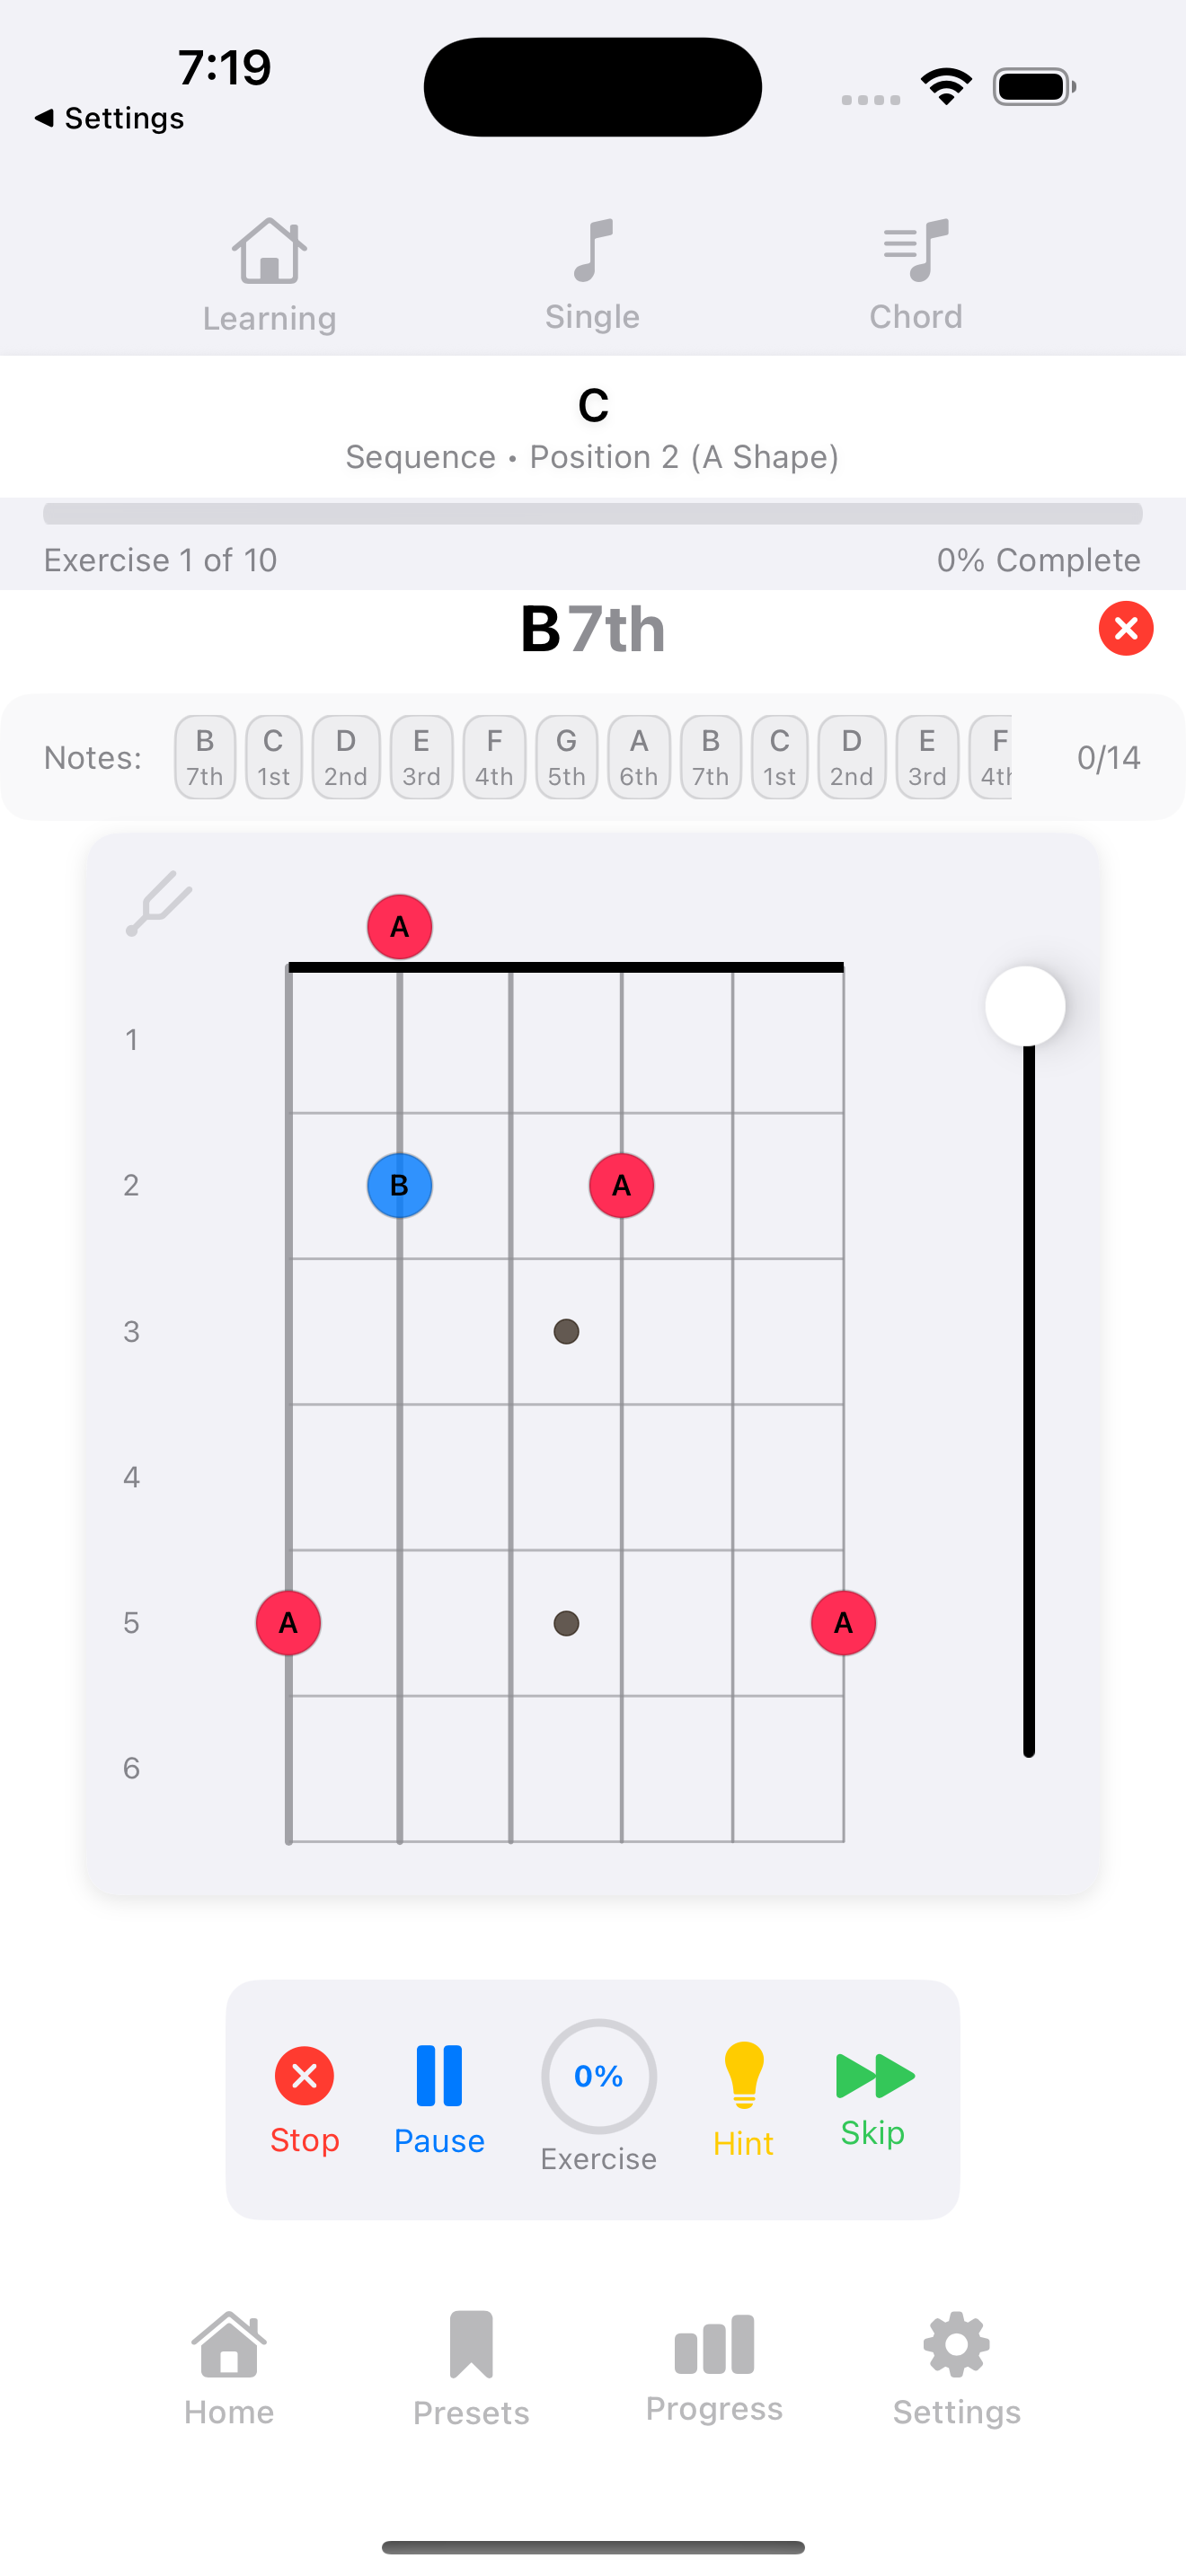 7:19
Settings
Learning Single Chord
C
Sequence • Position 2 (A Shape)
Exercise 1 of 10 0% Complete
B 7th
Notes: B C D E F G A B C D E F 0/14
7th 1st 2nd 3rd 4th 5th 6th 7th 1st 2nd 3rd 4th
A
1
2 B A
3
4
5 A A
6
0%
Stop Pause Exercise Hint Skip
Home Presets Progress Settings